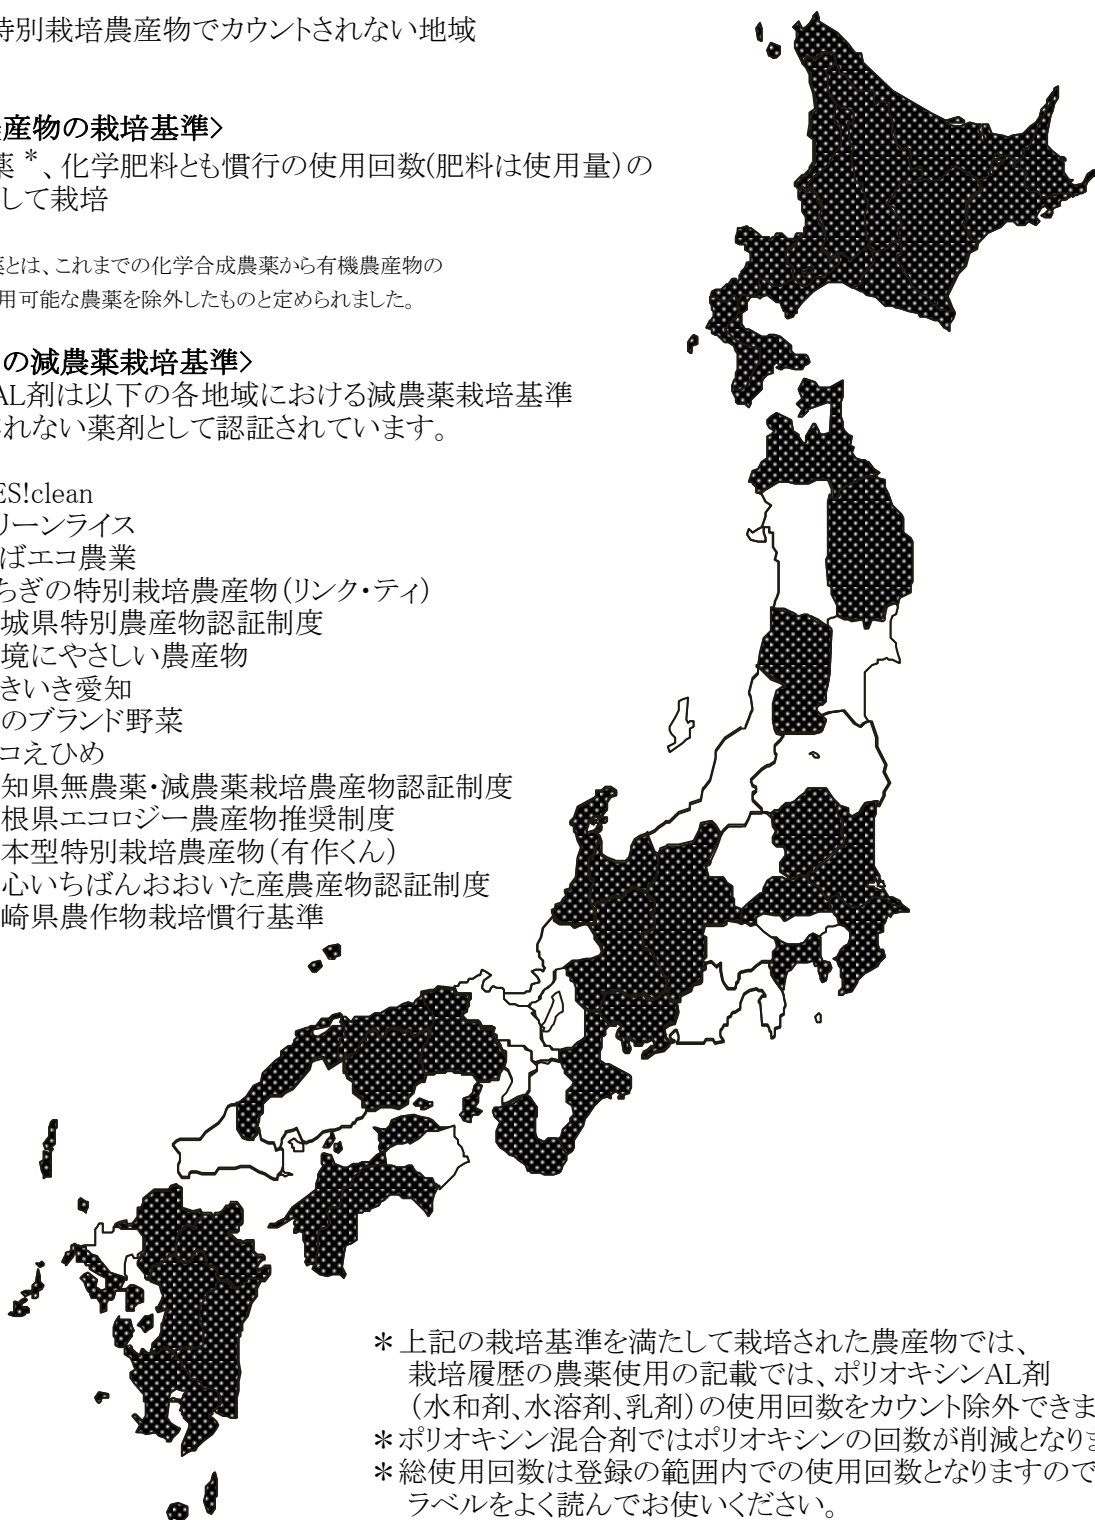 特別栽培農産物でカウントされない地域
産物の栽培基準>
薬*、化学肥料とも慣行の使用回数(肥料は使用量)の
して栽培
とは、これまでの化学合成農薬から有機農産物の
用可能な農薬を除外したものと定められました。
の減農薬栽培基準>
AL剤は以下の各地域における減農薬栽培基準
れない薬剤として認証されています。
ES!clean
リーンライス
ばエコ農業
ちぎの特別栽培農産物(リンク・ティ)
城県特別農産物認証制度
境にやさしい農産物
きいき愛知
のブランド野菜
コえひめ
知県無農薬・減農薬栽培農産物認証制度
根県エコロジー農産物推奨制度
本型特別栽培農産物(有作くん)
心いちばんおおいた産農産物認証制度
崎県農作物栽培慣行基準
*上記の栽培基準を満たして栽培された農産物では、
栽培履歴の農薬使用の記載では、ポリオキシンAL剤
(水和剤、水溶剤、乳剤)の使用回数をカウント除外できま
*ポリオキシン混合剤ではポリオキシンの回数が削減となりま
*総使用回数は登録の範囲内での使用回数となりますので
ラベルをよく読んでお使いください。